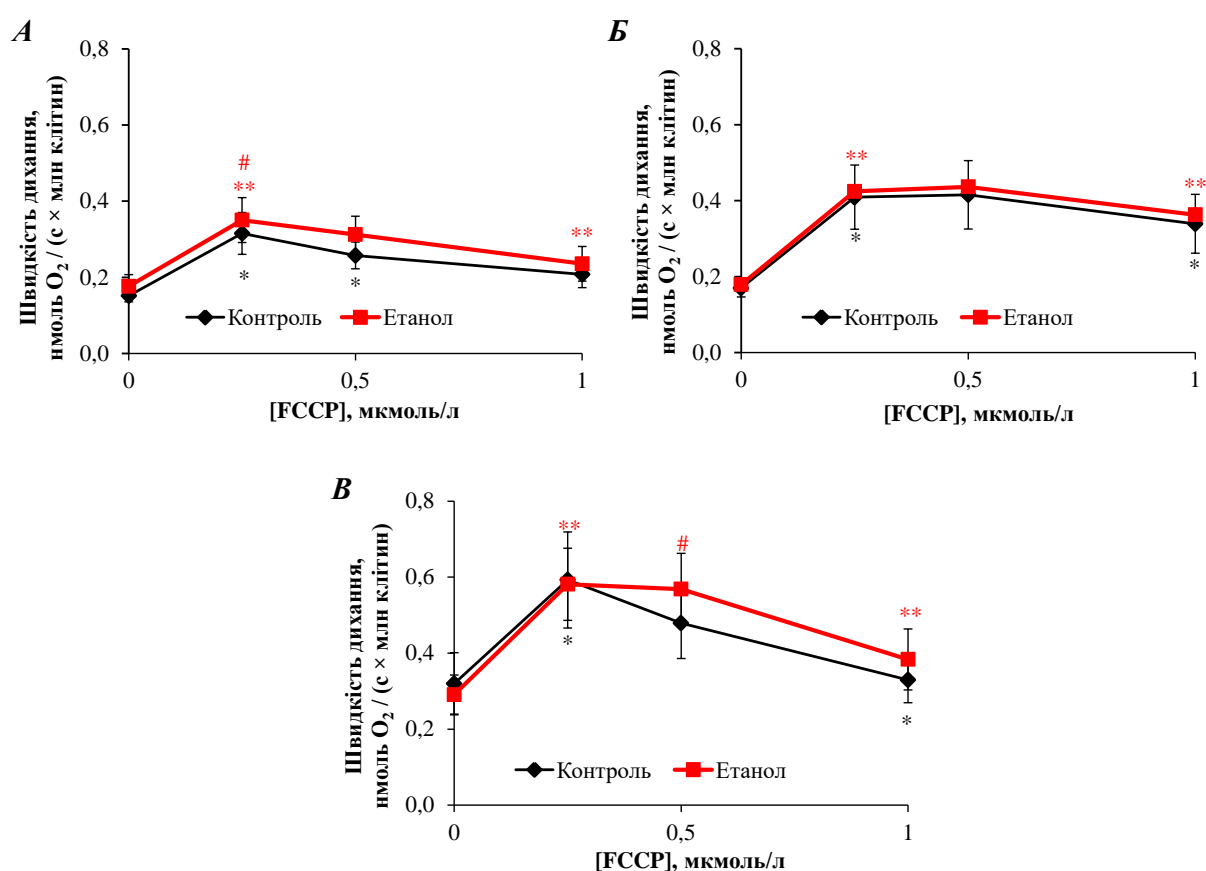 А
0,8
0,6
0,4
0,2
0,0
Швидкість дихання,
нмоль O₂ / (с × млн клітин)
#
**
**
*
*
Контроль
Етанол
0
0,5
1
[FCCP], мкмоль/л
Б
0,8
0,6
0,4
0,2
0,0
Швидкість дихання,
нмоль O₂ / (с × млн клітин)
**
**
*
*
Контроль
Етанол
0
0,5
1
[FCCP], мкмоль/л
В
0,8
0,6
0,4
0,2
0,0
Швидкість дихання,
нмоль O₂ / (с × млн клітин)
**
#
**
*
*
Контроль
Етанол
0
0,5
1
[FCCP], мкмоль/л